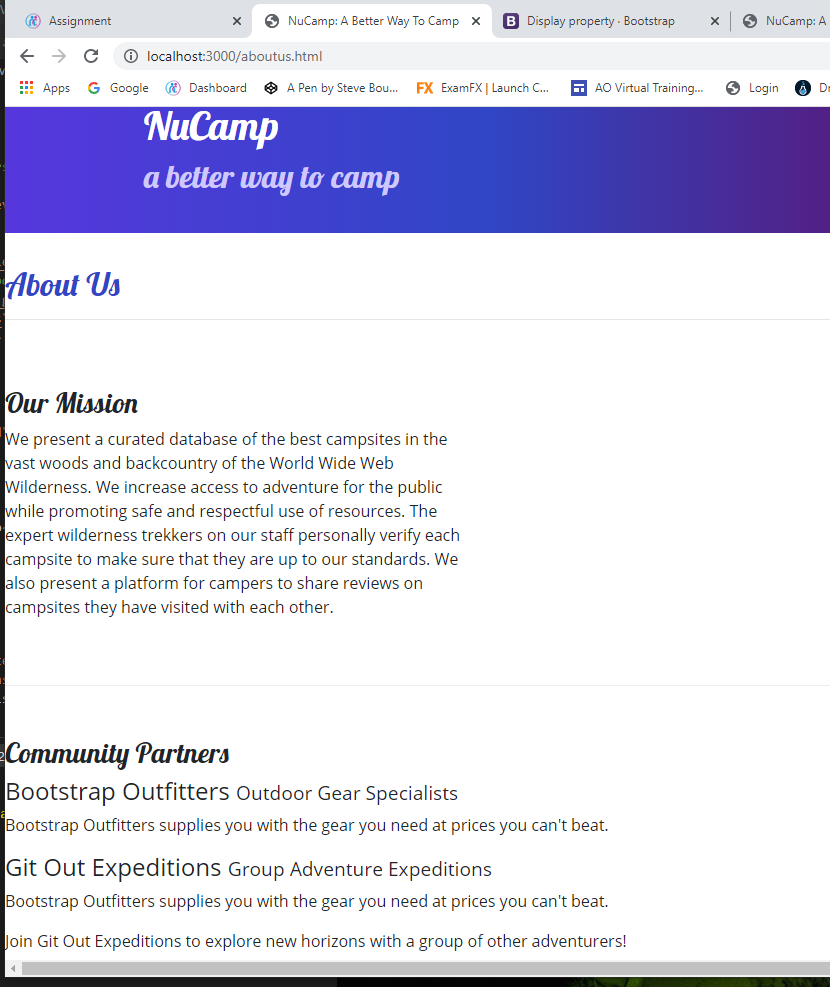 Assignment
NuCamp: A Better Way To Camp
Display property · Bootstrap
NuCamp: A
localhost:3000/aboutus.html
Apps
Google
Dashboard
A Pen by Steve Bou...
FX ExamFX | Launch C...
AO Virtual Training...
Login
NuCamp
a better way to camp
About Us
Our Mission
We present a curated database of the best campsites in the
vast woods and backcountry of the World Wide Web
Wilderness. We increase access to adventure for the public
while promoting safe and respectful use of resources. The
expert wilderness trekkers on our staff personally verify each
campsite to make sure that they are up to our standards. We
also present a platform for campers to share reviews on
campsites they have visited with each other.
Community Partners
Bootstrap Outfitters Outdoor Gear Specialists
Bootstrap Outfitters supplies you with the gear you need at prices you can't beat.
Git Out Expeditions Group Adventure Expeditions
Bootstrap Outfitters supplies you with the gear you need at prices you can't beat.
Join Git Out Expeditions to explore new horizons with a group of other adventurers!